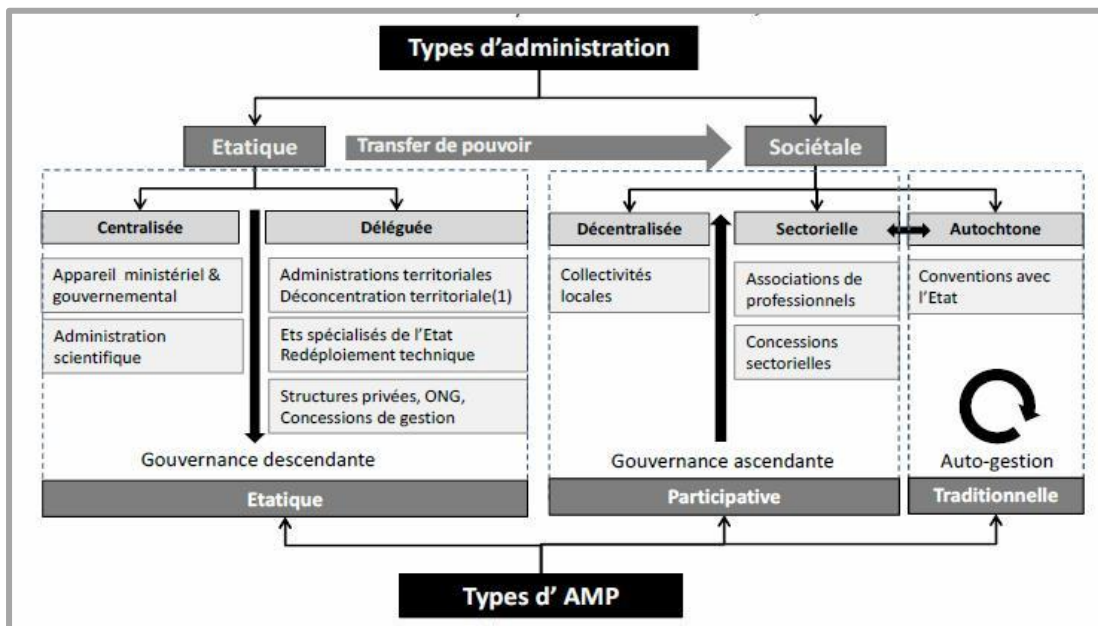 Types d'administration
Etatique
Transfer de pouvoir
Sociétale
Centralisée
Déléguée
Décentralisée
Sectorielle
Autochtone
Appareil ministériel &
gouvernemental
Administration
scientifique
Administrations territoriales
Déconcentration territoriale(1)
Ets spécialisés de l'Etat
Redéploiement technique
Structures privées, ONG,
Concessions de gestion
Collectivités
locales
Associations de
professionnels
Concessions
sectorielles
Conventions avec
l'Etat
Gouvernance descendante
Gouvernance ascendante
Auto-gestion
Etatique
Participative
Traditionnelle
Types d' AMP